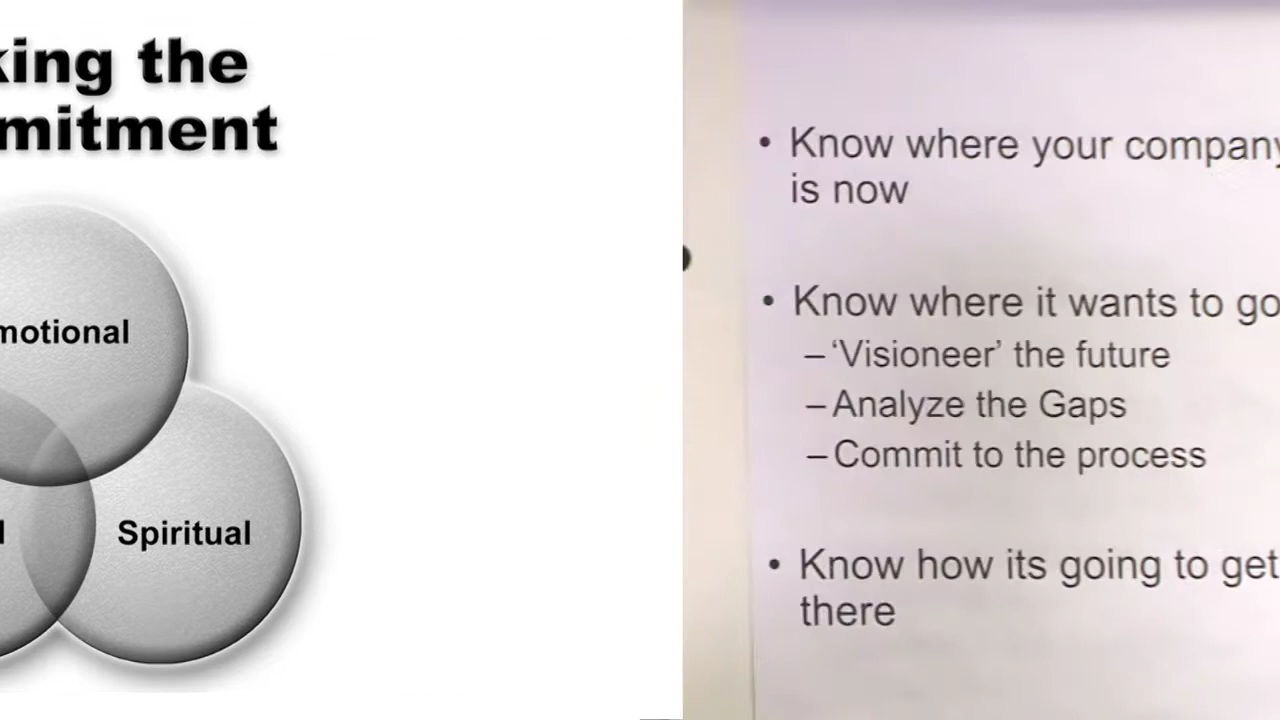 king the
mitment
motional
Spiritual
• Know where your company
is now
• Know where it wants to go
– ‘Visioneer’ the future
– Analyze the Gaps
– Commit to the process
• Know how its going to get
there